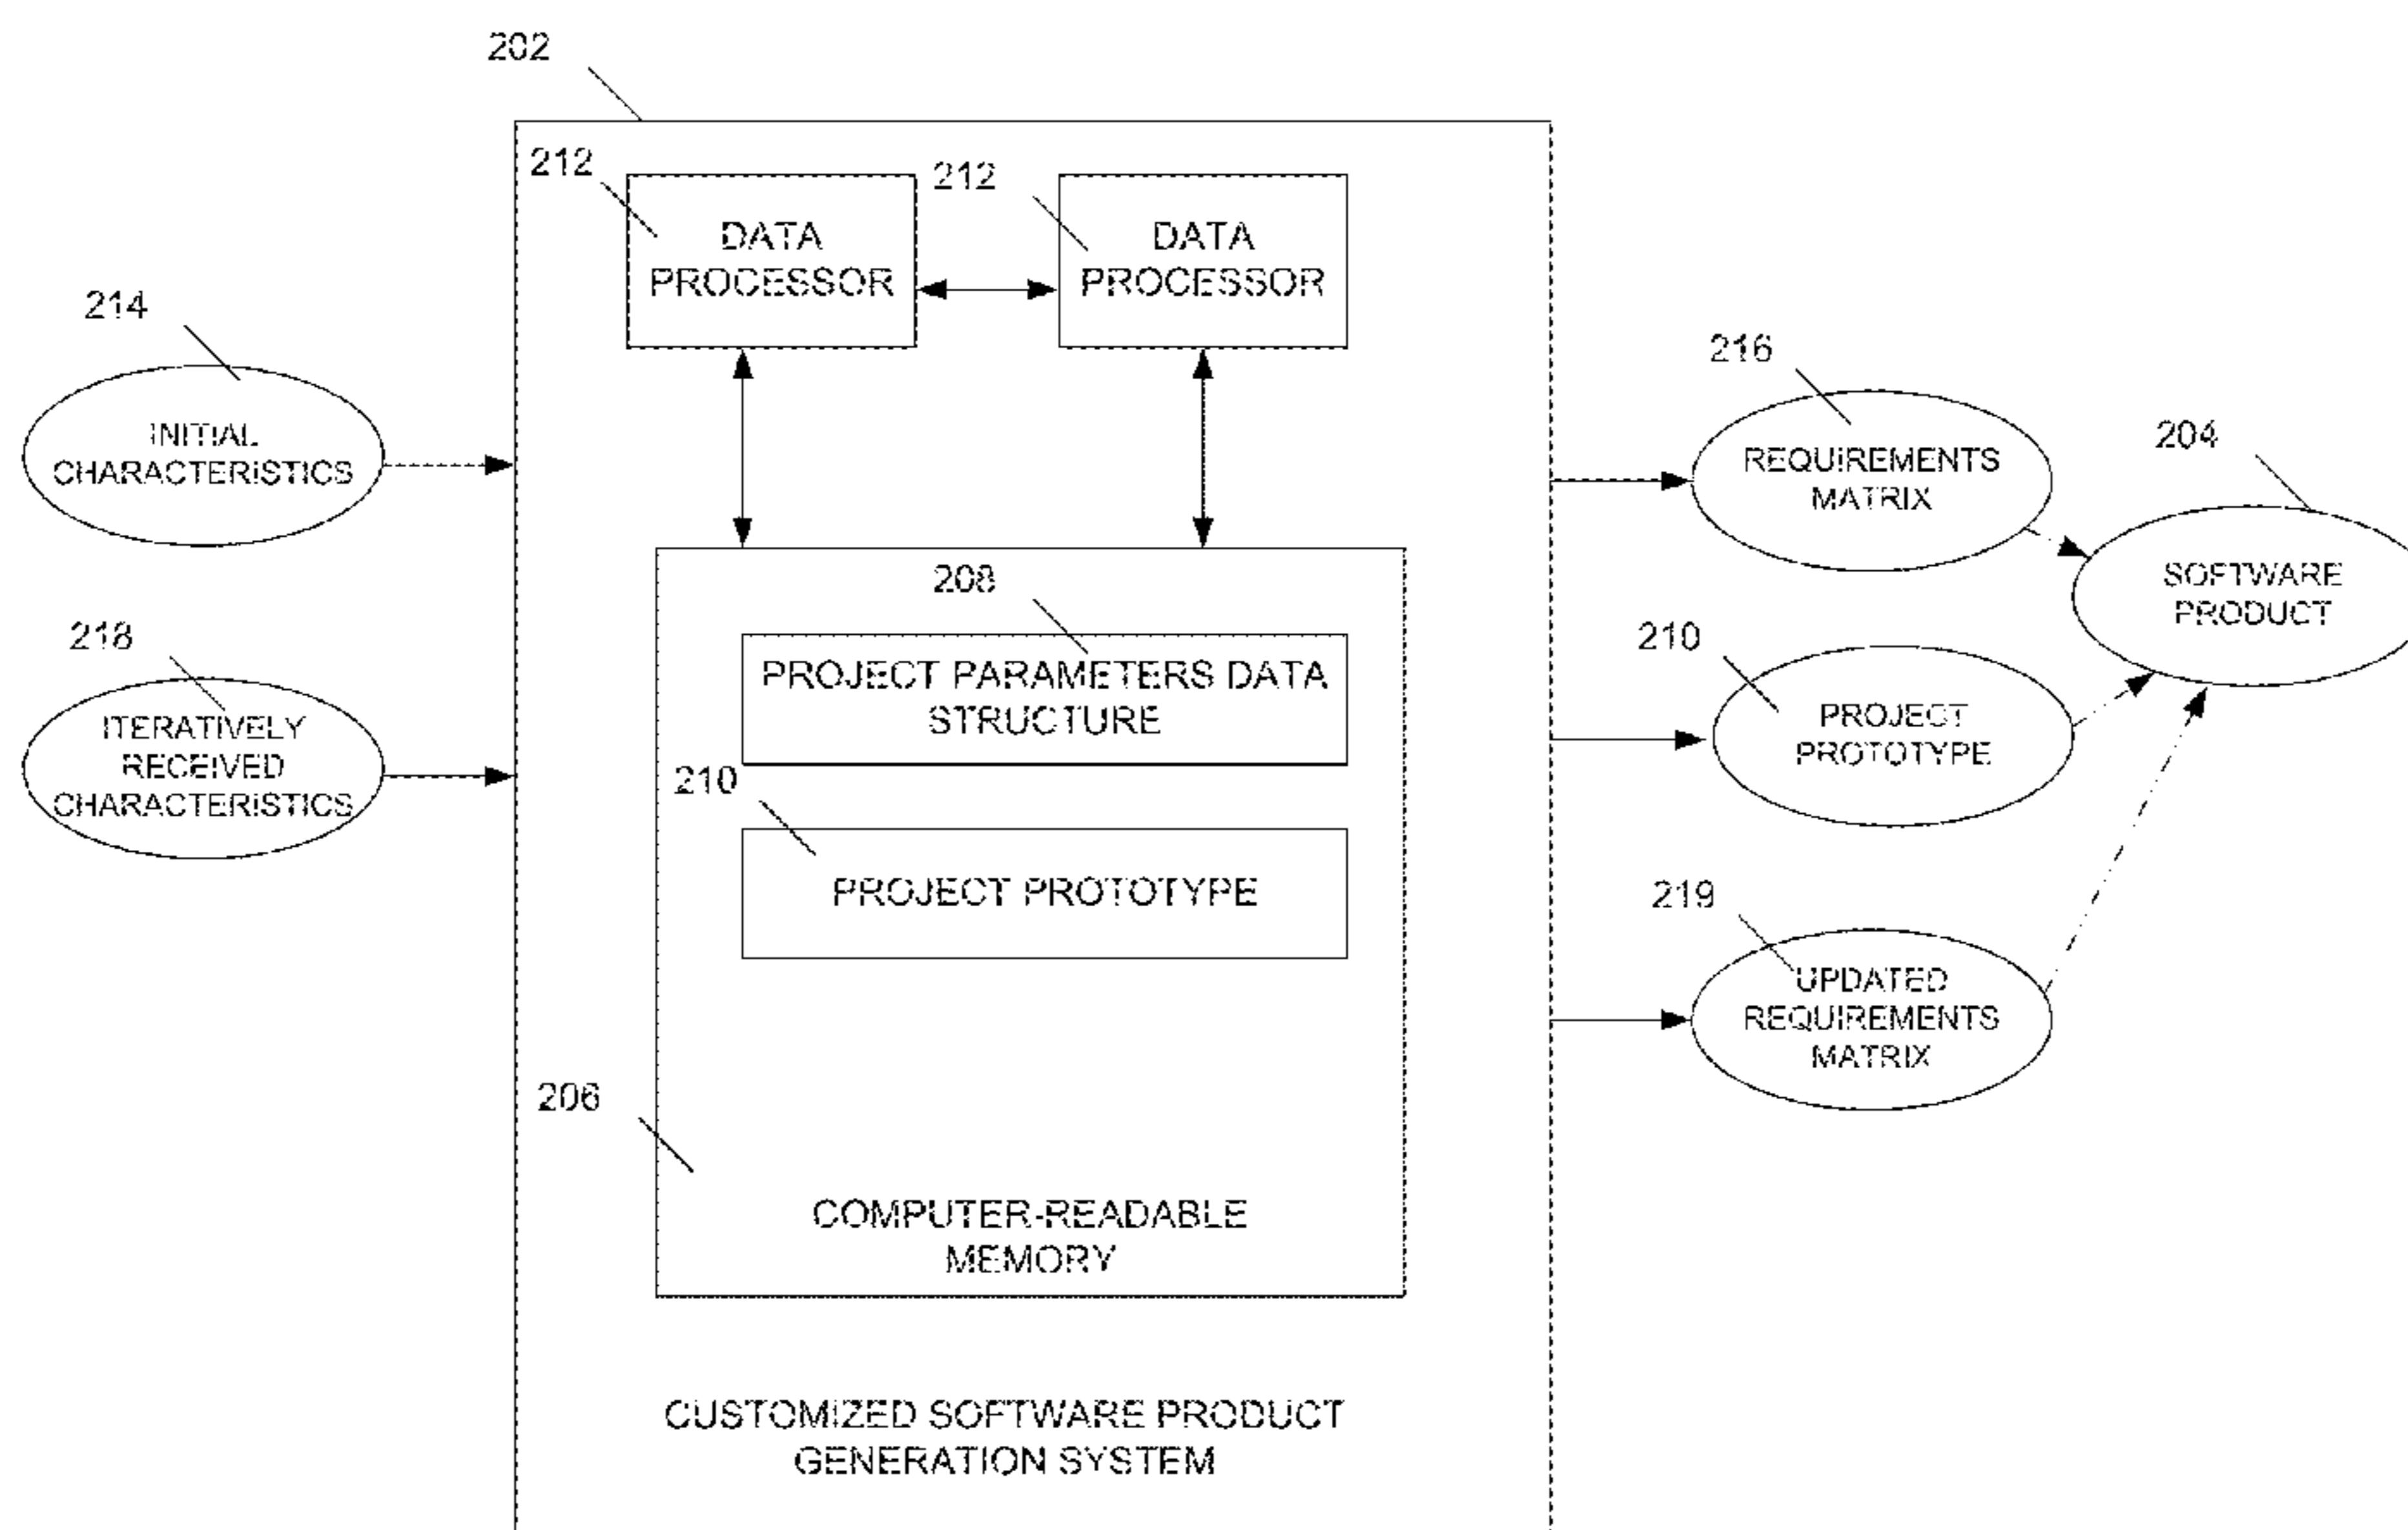 202
212
212
DATA
PROCESSOR
DATA
PROCESSOR
214
INITIAL
CHARACTERISTICS
218
ITERATIVELY
RECEIVED
CHARACTERISTICS
208
PROJECT PARAMETERS DATA
STRUCTURE
210
PROJECT PROTOTYPE
206
COMPUTER-READABLE
MEMORY
CUSTOMIZED SOFTWARE PRODUCT
GENERATION SYSTEM
216
REQUIREMENTS
MATRIX
204
SOFTWARE
PRODUCT
210
PROJECT
PROTOTYPE
219
UPDATED
REQUIREMENTS
MATRIX